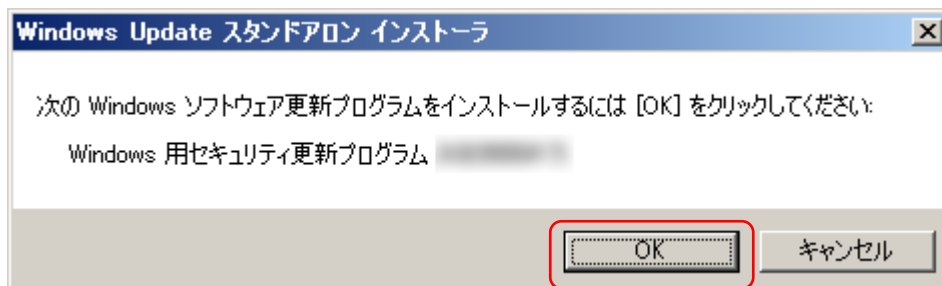 Windows Update スタンドアロン インストーラ
次の Windows ソフトウェア更新プログラムをインストールするには [OK] をクリックしてください:
Windows 用セキュリティ更新プログラム
OK
キャンセル